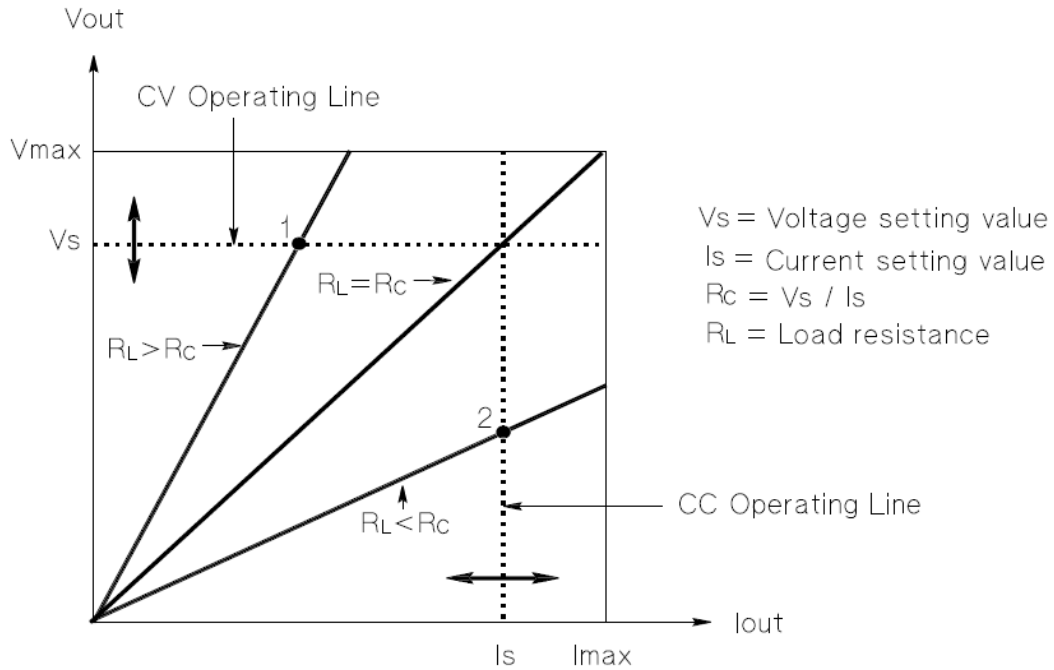 Vout
CV Operating Line
Vmax
Vs
1
RL=RC
RL>RC
2
RL<RC
CC Operating Line
Iout
Is
Imax
Vs = Voltage setting value
Is = Current setting value
Rc = Vs / Is
RL = Load resistance